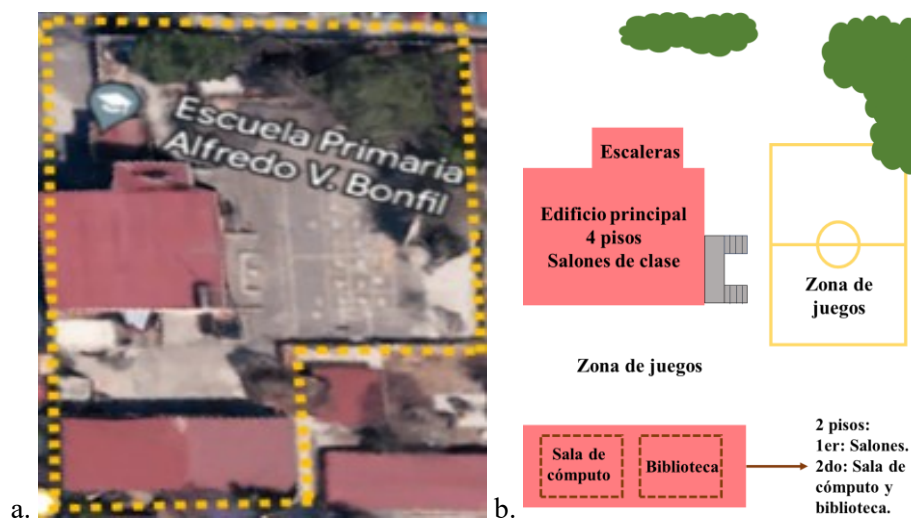 Escuela Primaria
Alfredo V. Bonfil
a.
Escaleras
Edificio principal
4 pisos
Salones de clase
Zona de
juegos
Zona de juegos
Sala de
cómputo
Biblioteca
2 pisos:
1er: Salones.
2do: Sala de
cómputo y
biblioteca.
b.